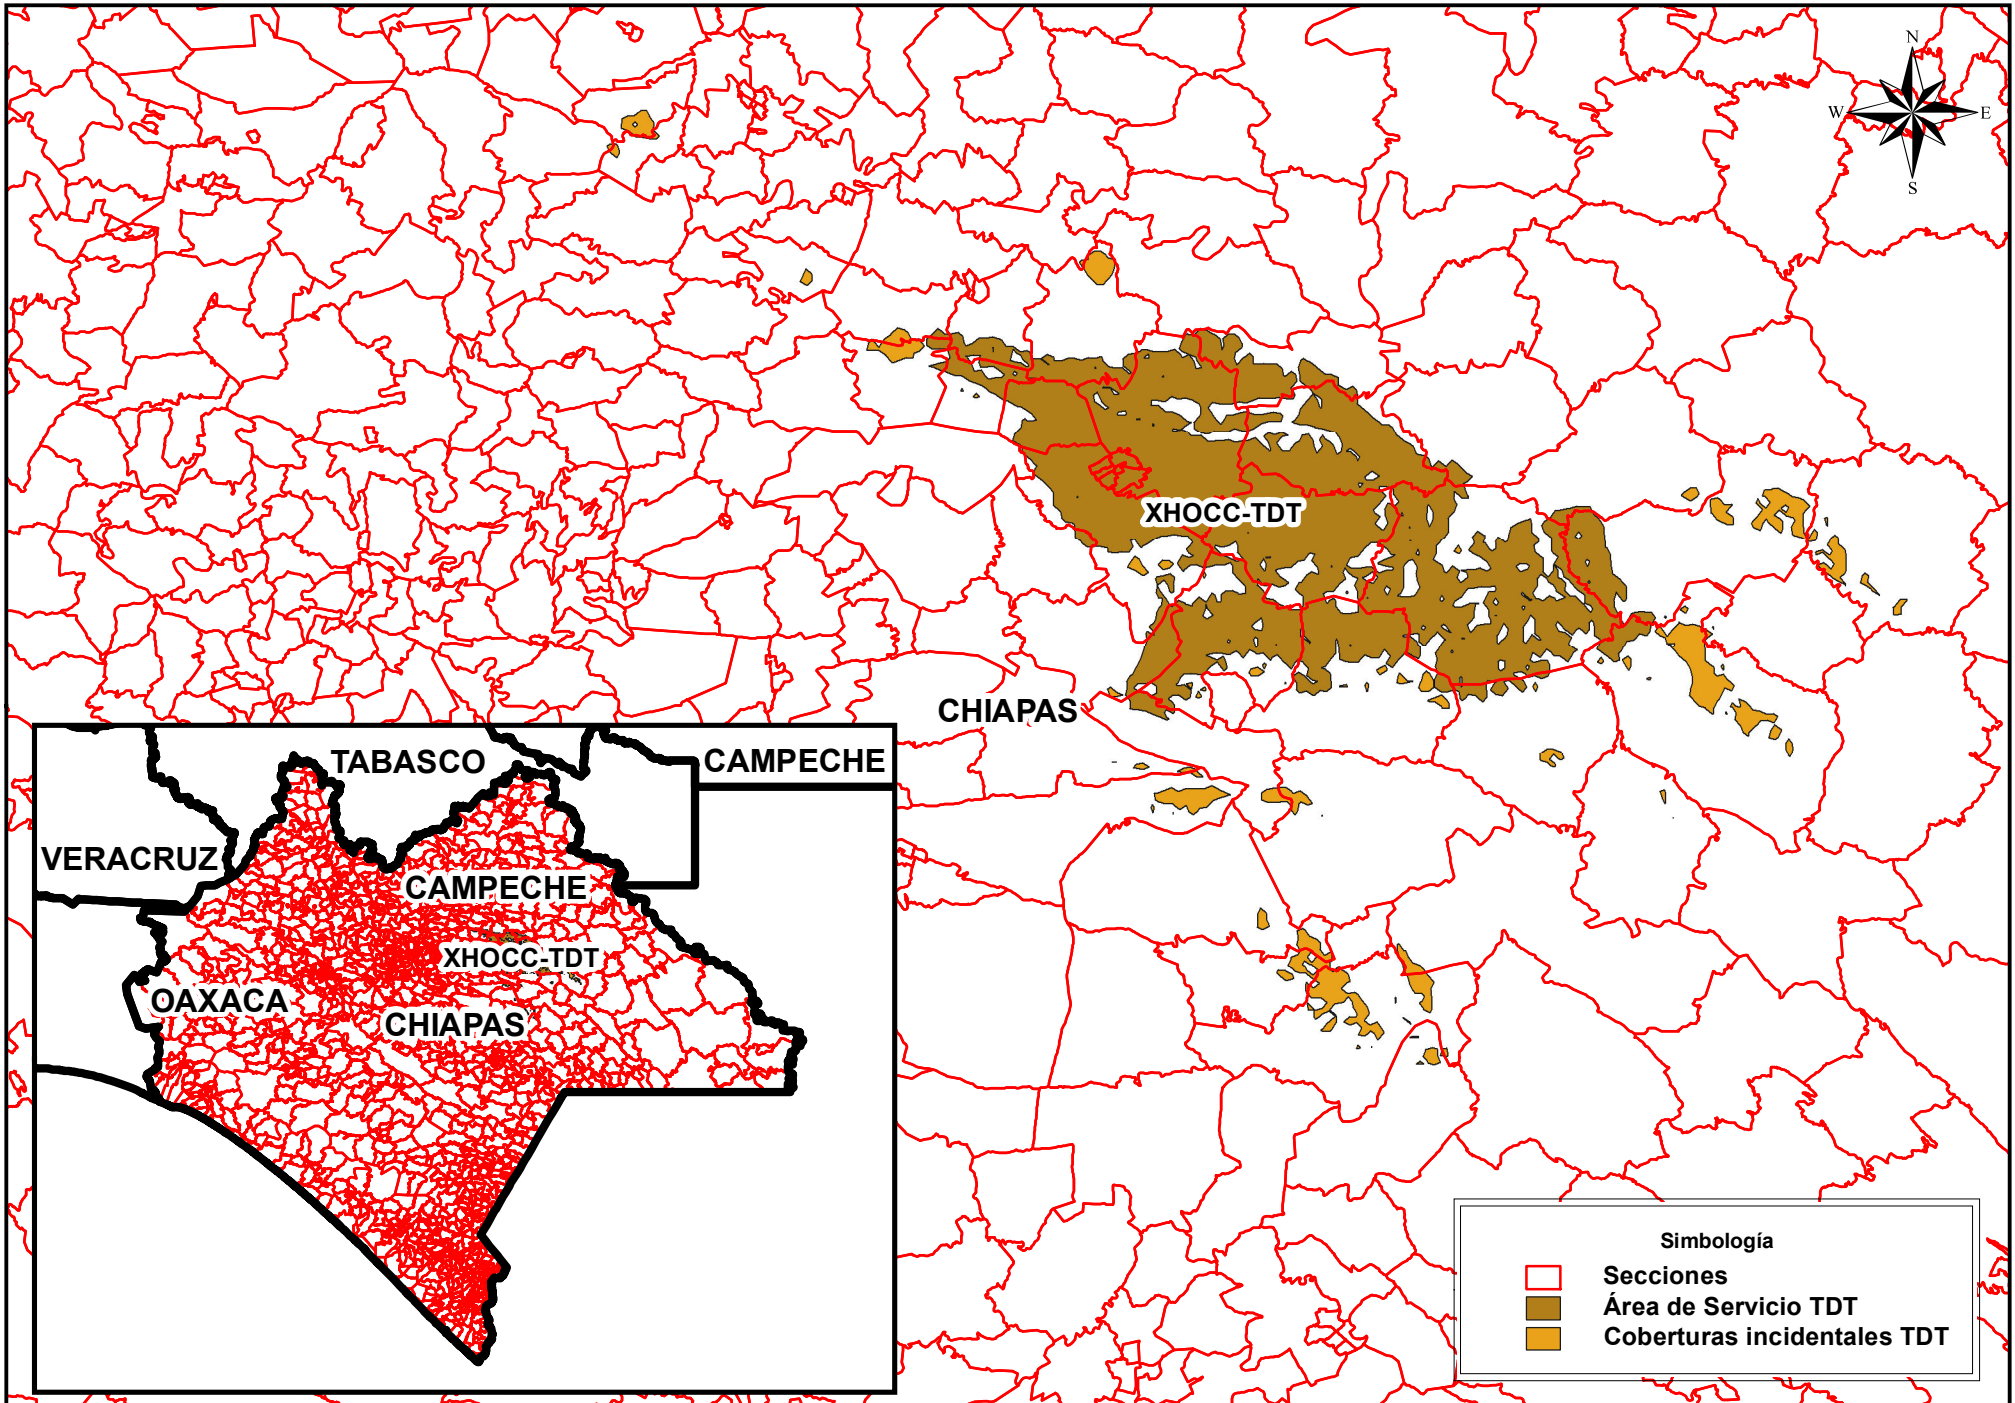 N
W
E
S
XHOCC-TDT
CHIAPAS
TABASCO
CAMPECHE
VERACRUZ
CAMPECHE
XHOCC-TDT
OAXACA
CHIAPAS
Simbología
Secciones
Área de Servicio TDT
Coberturas incidentales TDT